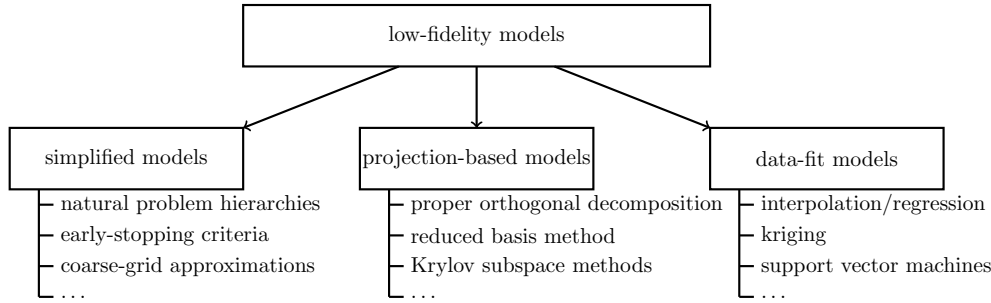 low-fidelity models
simplified models
natural problem hierarchies
early-stopping criteria
coarse-grid approximations
...
projection-based models
proper orthogonal decomposition
reduced basis method
Krylov subspace methods
...
data-fit models
interpolation/regression
kriging
support vector machines
...